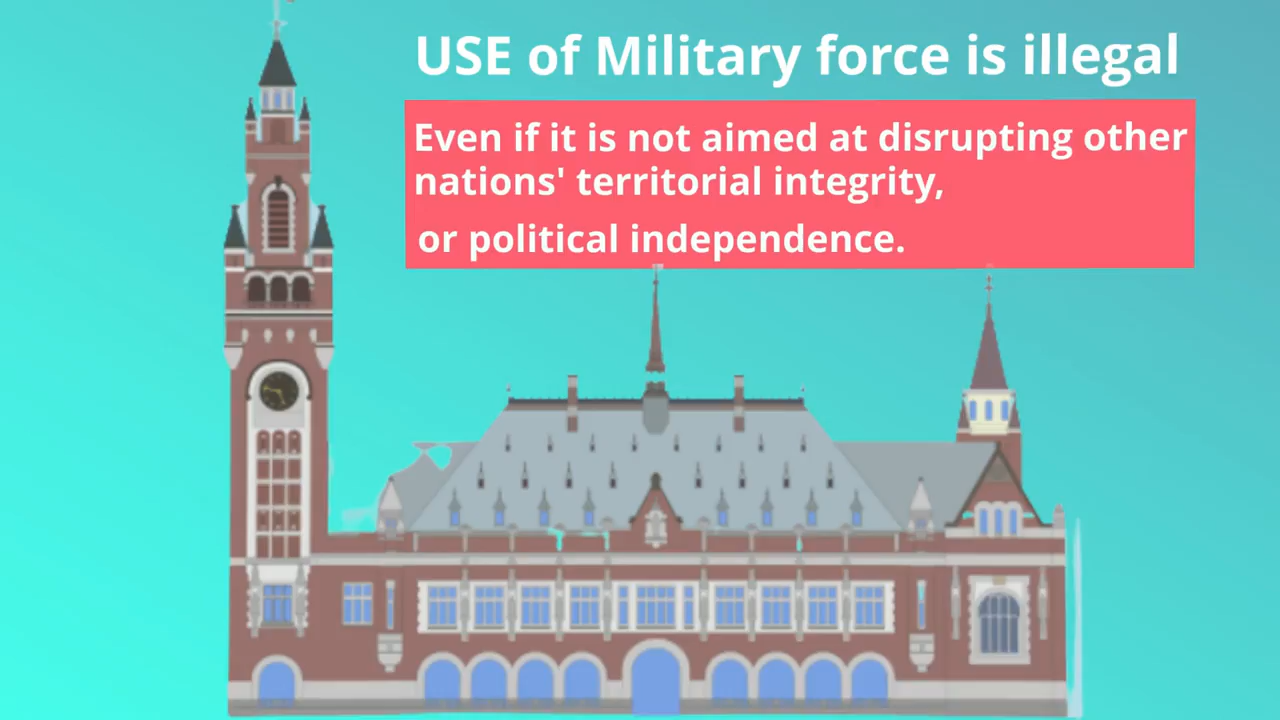 USE of Military force is illegal
Even if it is not aimed at disrupting other
nations' territorial integrity,
or political independence.